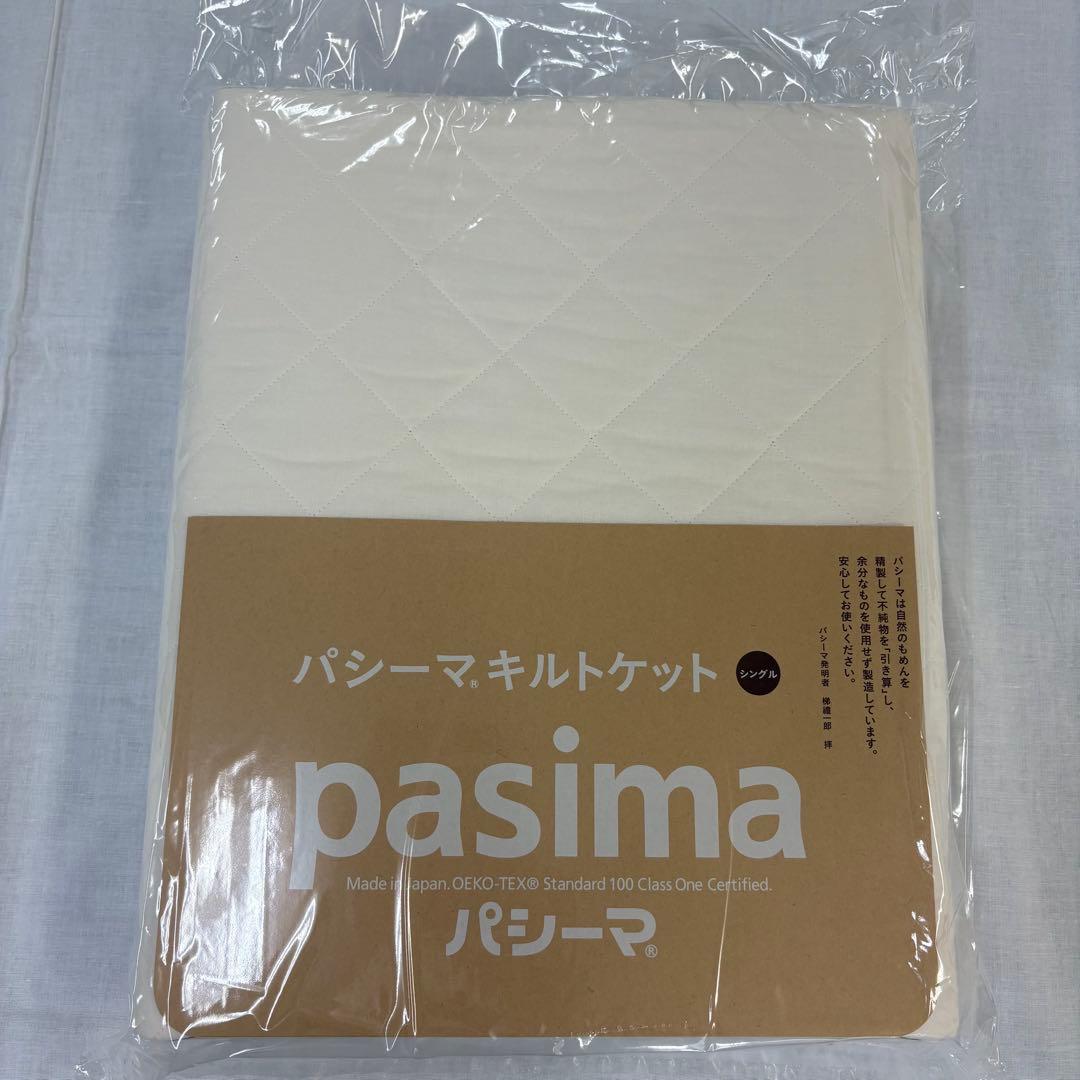 パシーマは自然のもめんを
精製して不純物を「引き算」し、
余分なものを使用せず製造しています。
安心してお使いください。
パシーマ発明者 梯禮一郎 拝
パシーマ®キルトケット シングル
pasima
Made in Japan. OEKO-TEX® Standard 100 Class One Certified.
パシーマ®